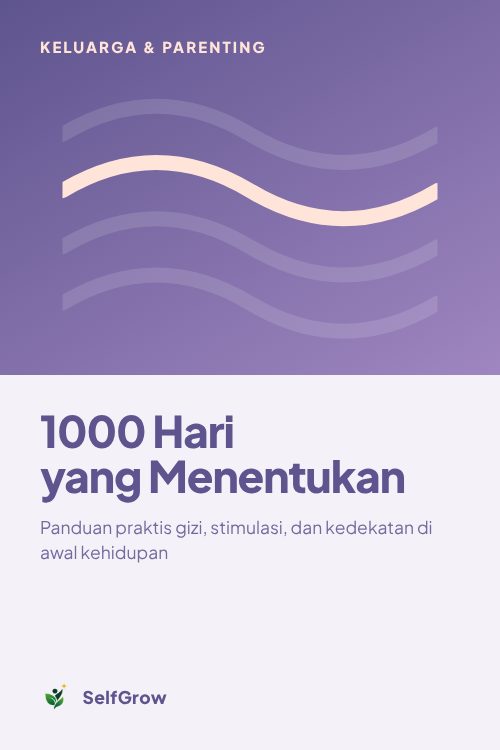 KELUARGA & PARENTING
1000 Hari
yang Menentukan
Panduan praktis gizi, stimulasi, dan kedekatan di
awal kehidupan
SelfGrow